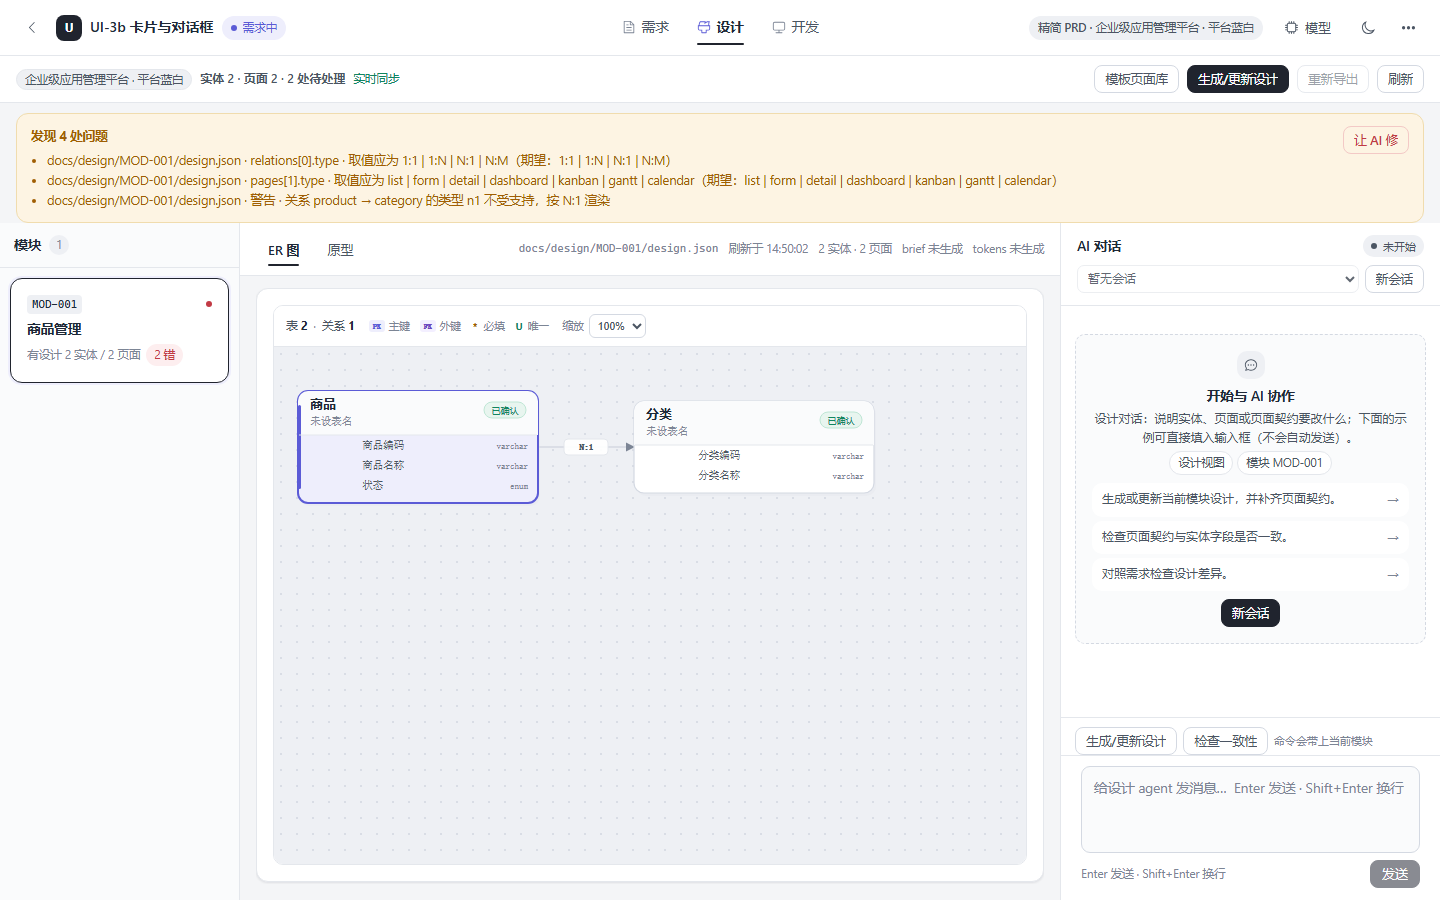 U UI-3b 卡片与对话框 需求中 需求 设计 开发 精简 PRD · 企业级应用管理平台 · 平台蓝白 模型
企业级应用管理平台 · 平台蓝白 实体 2 · 页面 2 · 2 处待处理 实时同步 模板页面库 生成/更新设计 重新导出 刷新
发现 4 处问题 让 AI 修
docs/design/MOD-001/design.json · relations[0].type · 取值应为 1:1 | 1:N | N:1 | N:M（期望：1:1 | 1:N | N:1 | N:M）
docs/design/MOD-001/design.json · pages[1].type · 取值应为 list | form | detail | dashboard | kanban | gantt | calendar（期望：list | form | detail | dashboard | kanban | gantt | calendar）
docs/design/MOD-001/design.json · 警告 · 关系 product → category 的类型 n1 不受支持，按 N:1 渲染
模块 1
MOD-001
商品管理
有设计 2 实体 / 2 页面 2 错
ER 图 原型 docs/design/MOD-001/design.json 刷新于 14:50:02 2 实体 · 2 页面 brief 未生成 tokens 未生成
表 2 · 关系 1 PK 主键 FK 外键 * 必填 U 唯一 缩放 100%
商品 已确认
未设表名
商品编码 varchar
商品名称 varchar
状态 enum
N:1
分类 已确认
未设表名
分类编码 varchar
分类名称 varchar
AI 对话 未开始
暂无会话 新会话
开始与 AI 协作
设计对话：说明实体、页面或页面契约要改什么；下面的示
例可直接填入输入框（不会自动发送）。
设计视图 模块 MOD-001
生成或更新当前模块设计，并补齐页面契约。 →
检查页面契约与实体字段是否一致。 →
对照需求检查设计差异。 →
新会话
生成/更新设计 检查一致性 命令会带上当前模块
给设计 agent 发消息... Enter 发送 · Shift+Enter 换行
Enter 发送 · Shift+Enter 换行 发送